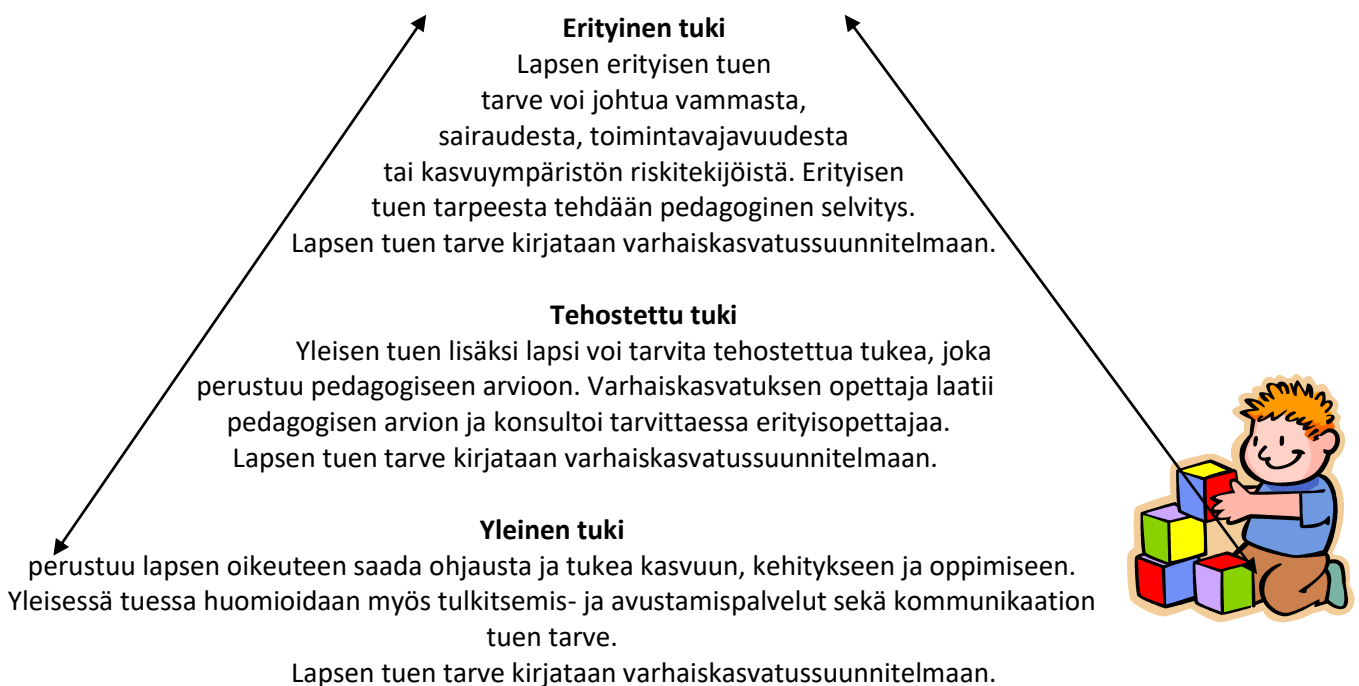 Erityinen tuki
Lapsen erityisen tuen
tarve voi johtua vammasta,
sairaudesta, toimintavajavuudesta
tai kasvuympäristön riskitekijöistä. Erityisen
tuen tarpeesta tehdään pedagoginen selvitys.
Lapsen tuen tarve kirjataan varhaiskasvatussuunnitelmaan.
Tehostettu tuki
Yleisen tuen lisäksi lapsi voi tarvita tehostettua tukea, joka
perustuu pedagogiseen arvioon. Varhaiskasvatuksen opettaja laatii
pedagogisen arvion ja konsultoi tarvittaessa erityisopettajaa.
Lapsen tuen tarve kirjataan varhaiskasvatussuunnitelmaan.
Yleinen tuki
perustuu lapsen oikeuteen saada ohjausta ja tukea kasvuun, kehitykseen ja oppimiseen.
Yleisessä tuessa huomioidaan myös tulkitsemis- ja avustamispalvelut sekä kommunikaation
tuen tarve.
Lapsen tuen tarve kirjataan varhaiskasvatussuunnitelmaan.